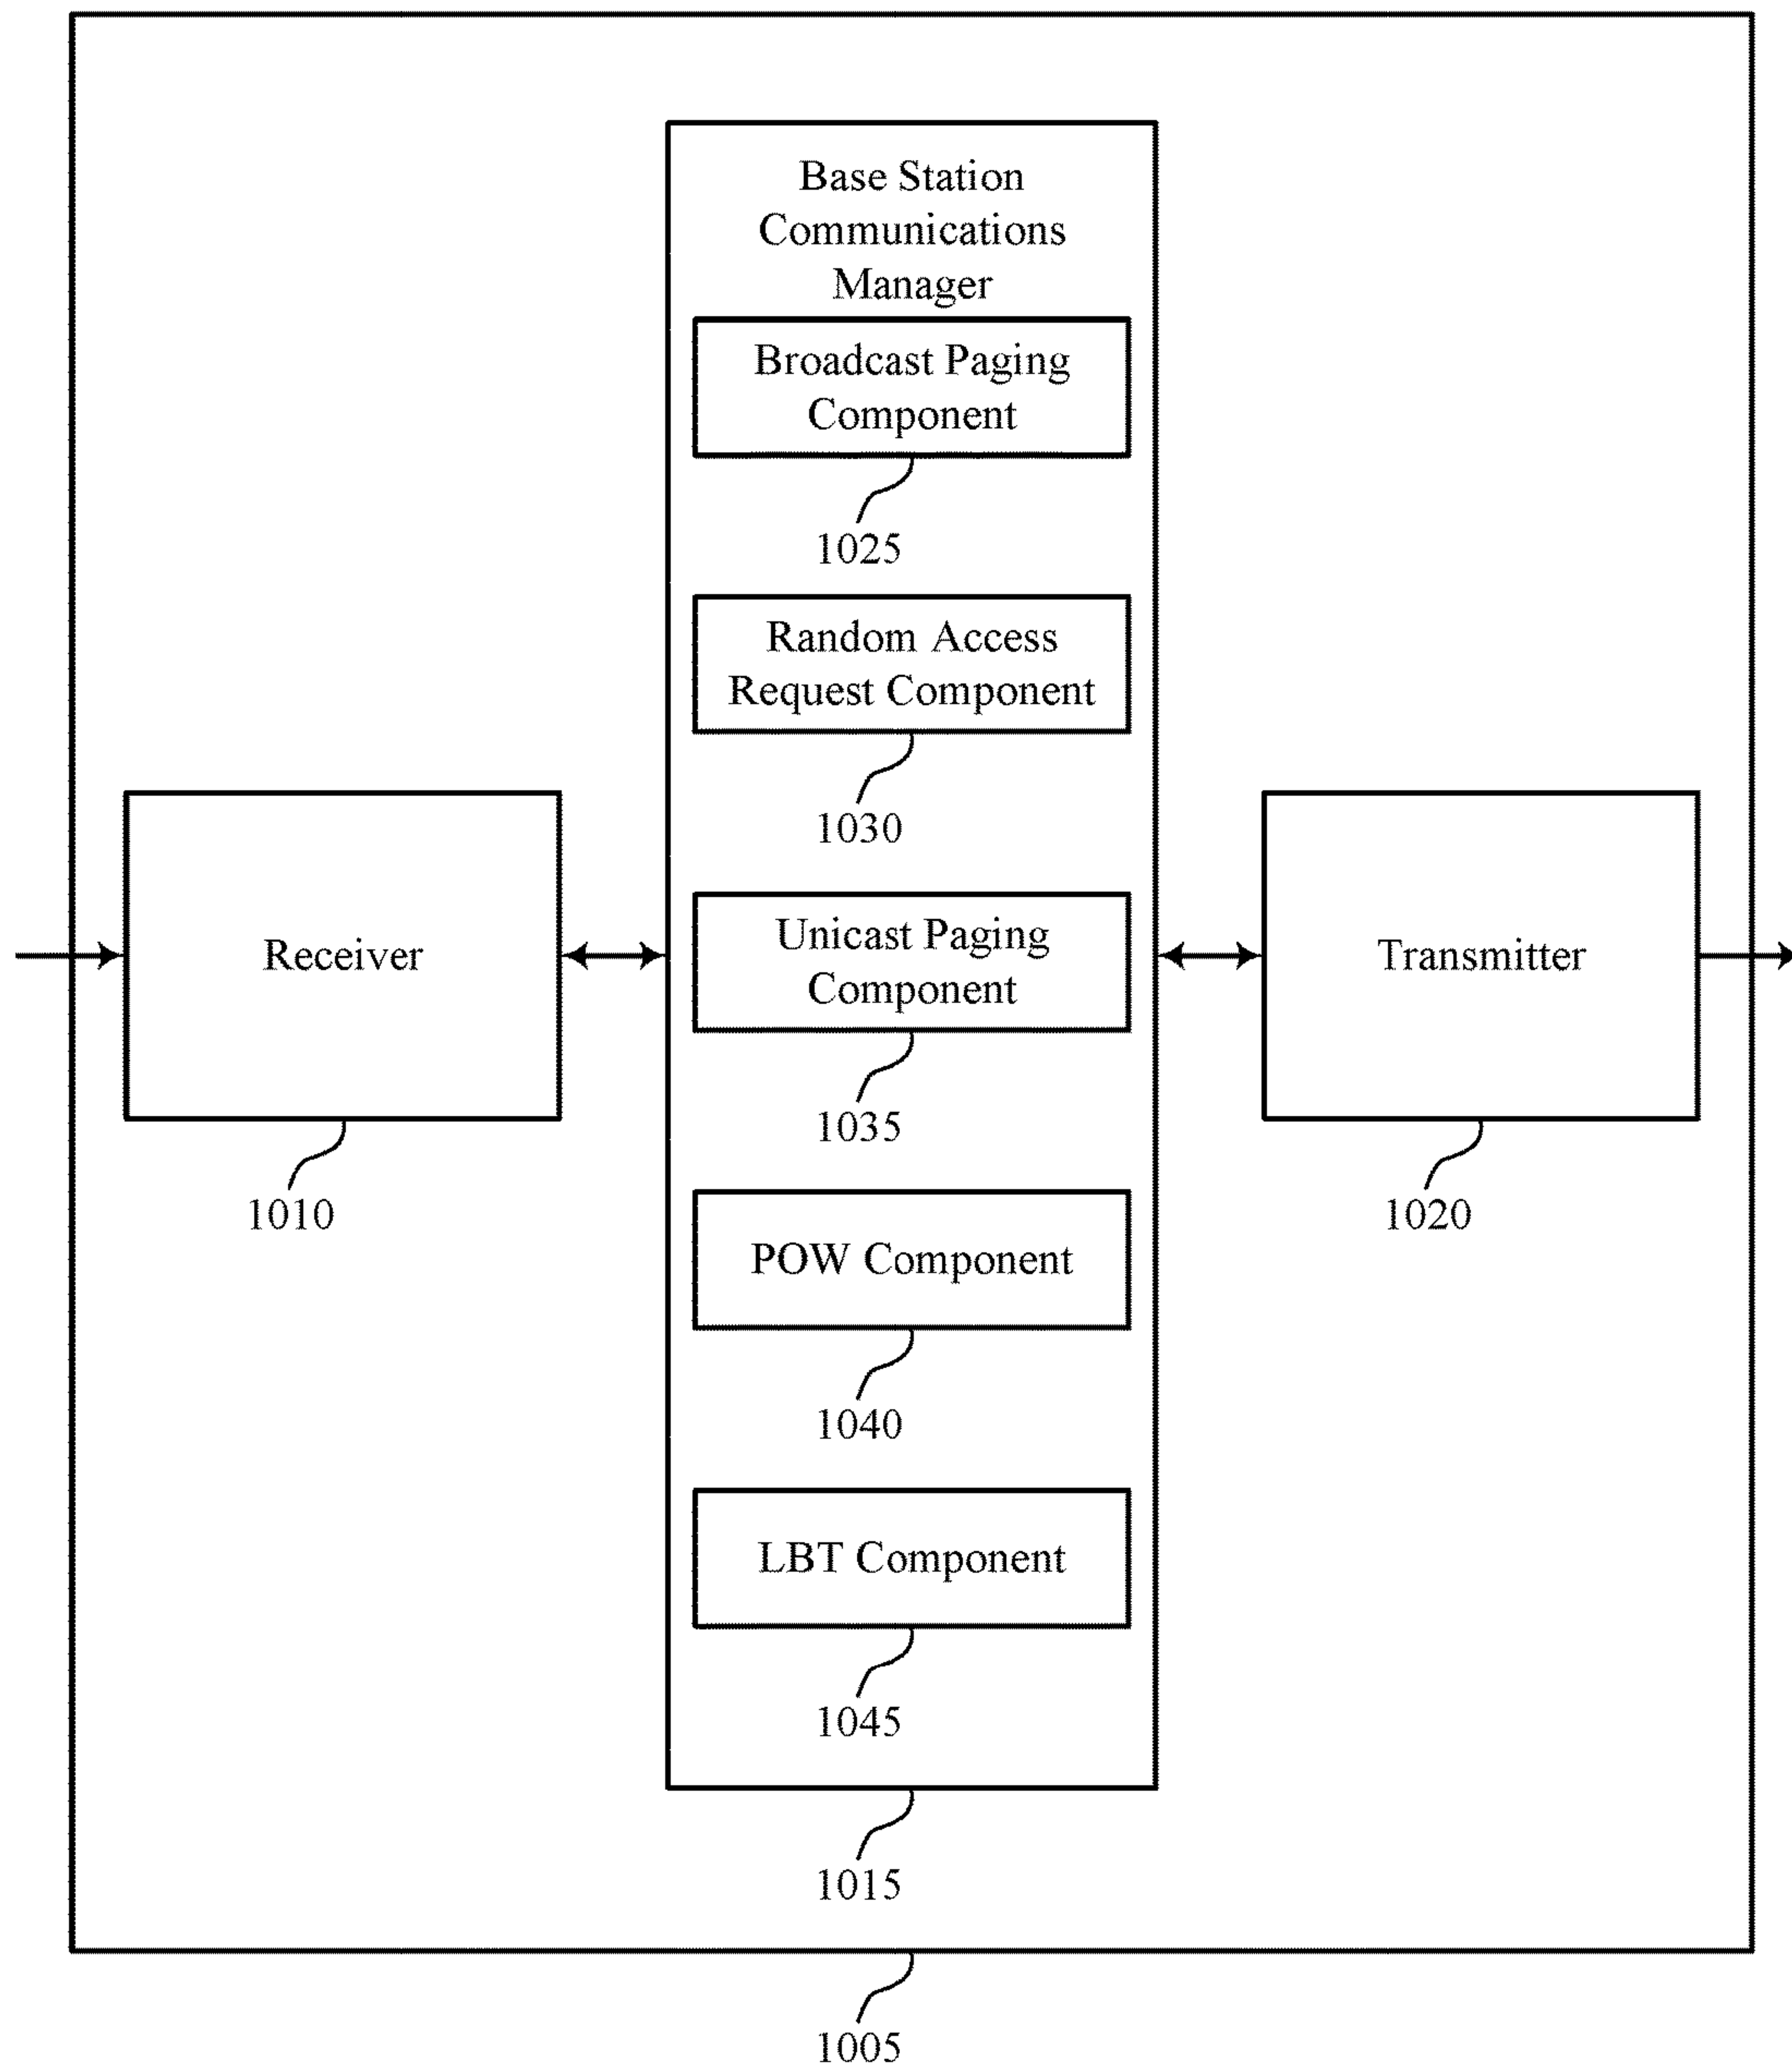 Base Station
Communications
Manager
Broadcast Paging
Component
1025
Random Access
Request Component
1030
Receiver
1010
Unicast Paging
Component
1035
Transmitter
1020
POW Component
1040
LBT Component
1045
1015
1005